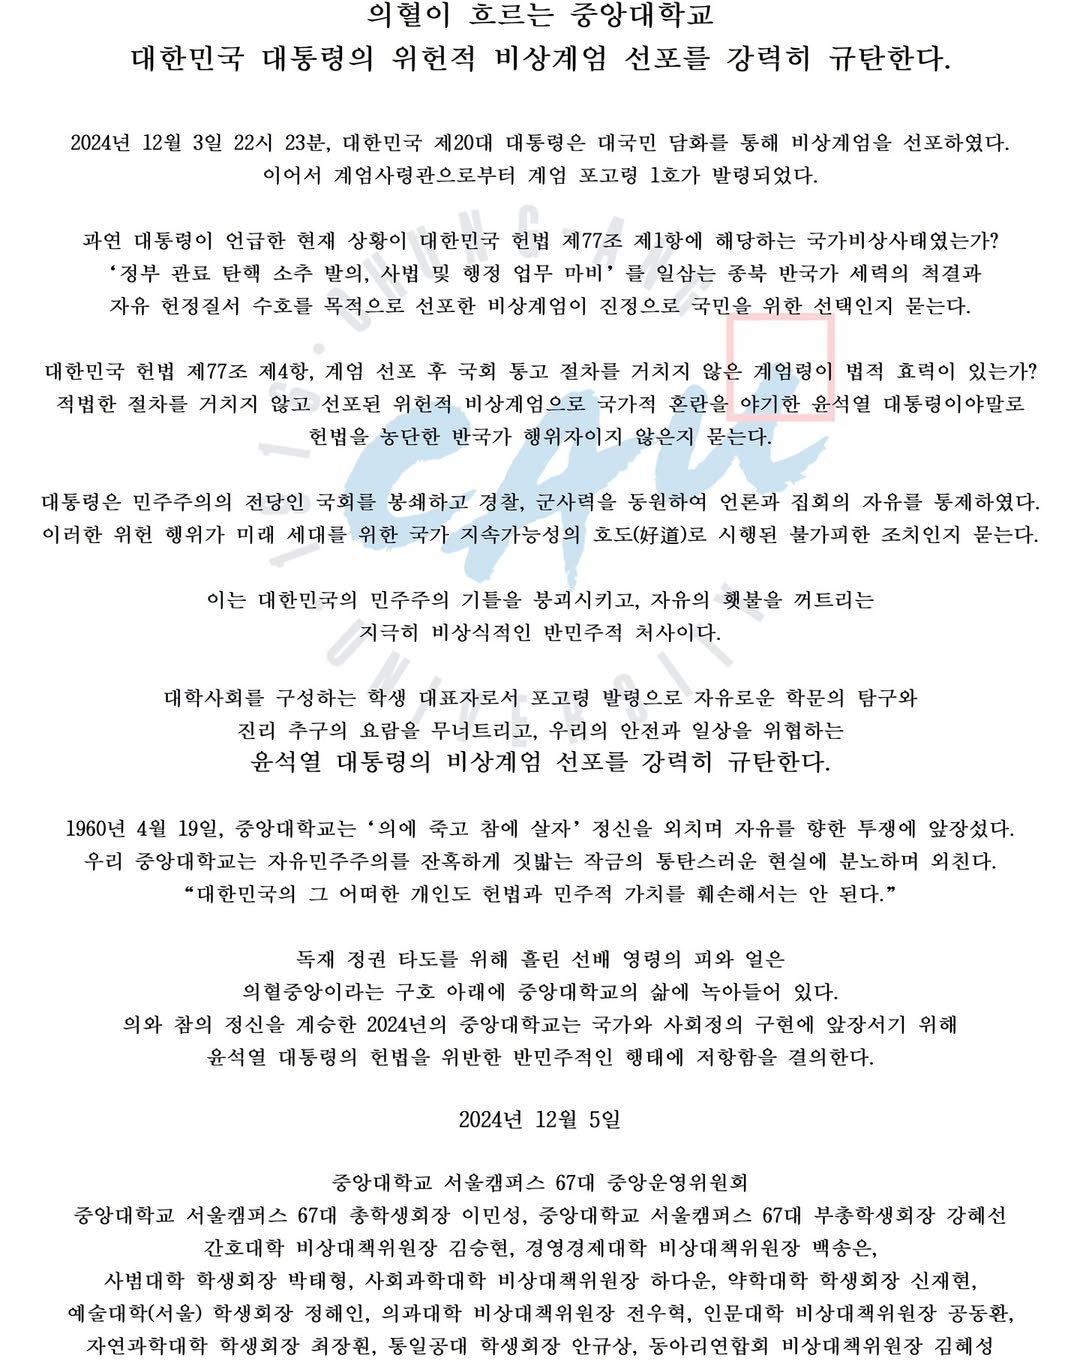 의혈이 흐르는 중앙대학교
대한민국 대통령의 위헌적 비상계엄 선포를 강력히 규탄한다.
2024년 12월 3일 22시 23분, 대한민국 제20대 대통령은 대국민 담화를 통해 비상계엄을 선포하였다.
이어서 계엄사령관으로부터 계엄 포고령 1호가 발령되었다.
과연 대통령이 언급한 현재 상황이 대한민국 헌법 제77조 제1항에 해당하는 국가비상사태였는가?
‘정부 관료 탄핵 소추 발의, 사법 및 행정 업무 마비’ 를 일삼는 종북 반국가 세력의 척결과
자유 헌정질서 수호를 목적으로 선포한 비상계엄이 진정으로 국민을 위한 선택인지 묻는다.
대한민국 헌법 제77조 제4항, 계엄 선포 후 국회 통고 절차를 거치지 않은 계엄령이 법적 효력이 있는가?
적법한 절차를 거치지 않고 선포된 위헌적 비상계엄으로 국가적 혼란을 야기한 윤석열 대통령이야말로
헌법을 농단한 반국가 행위자이지 않은지 묻는다.
대통령은 민주주의의 전당인 국회를 봉쇄하고 경찰, 군사력을 동원하여 언론과 집회의 자유를 통제하였다.
이러한 위헌 행위가 미래 세대를 위한 국가 지속가능성의 호도(好道)로 시행된 불가피한 조치인지 묻는다.
이는 대한민국의 민주주의 기틀을 붕괴시키고, 자유의 횃불을 꺼트리는
지극히 비상식적인 반민주적 처사이다.
대학사회를 구성하는 학생 대표자로서 포고령 발령으로 자유로운 학문의 탐구와
진리 추구의 요람을 무너트리고, 우리의 안전과 일상을 위협하는
윤석열 대통령의 비상계엄 선포를 강력히 규탄한다.
1960년 4월 19일, 중앙대학교는 ‘의에 죽고 참에 살자’ 정신을 외치며 자유를 향한 투쟁에 앞장섰다.
우리 중앙대학교는 자유민주주의를 잔혹하게 짓밟는 작금의 통탄스러운 현실에 분노하며 외친다.
“대한민국의 그 어떠한 개인도 헌법과 민주적 가치를 훼손해서는 안 된다.”
독재 정권 타도를 위해 흘린 선배 영령의 피와 얼은
의혈중앙이라는 구호 아래에 중앙대학교의 삶에 녹아들어 있다.
의와 참의 정신을 계승한 2024년의 중앙대학교는 국가와 사회정의 구현에 앞장서기 위해
윤석열 대통령의 헌법을 위반한 반민주적인 행태에 저항함을 결의한다.
2024년 12월 5일
중앙대학교 서울캠퍼스 67대 중앙운영위원회
중앙대학교 서울캠퍼스 67대 총학생회장 이민성, 중앙대학교 서울캠퍼스 67대 부총학생회장 강혜선
간호대학 비상대책위원장 김승현, 경영경제대학 비상대책위원장 백송은,
사범대학 학생회장 박태형, 사회과학대학 비상대책위원장 하다운, 약학대학 학생회장 신재현,
예술대학(서울) 학생회장 정해인, 의과대학 비상대책위원장 전우혁, 인문대학 비상대책위원장 공동환,
자연과학대학 학생회장 최장훤, 통일공대 학생회장 안규상, 동아리연합회 비상대책위원장 김혜성
1916 · CHUNG-ANG · UNIVERSITY
CAU